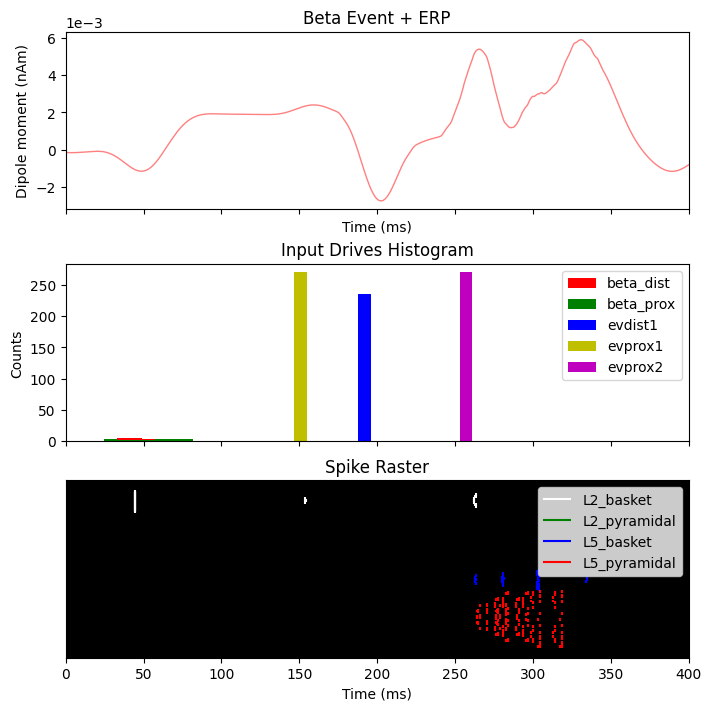 Beta Event + ERP
1e−3
6
4
2
0
−2
Dipole moment (nAm)
Time (ms)
Input Drives Histogram
250
200
150
100
50
0
Counts
beta_dist
beta_prox
evdist1
evprox1
evprox2
Spike Raster
L2_basket
L2_pyramidal
L5_basket
L5_pyramidal
0 50 100 150 200 250 300 350 400
Time (ms)